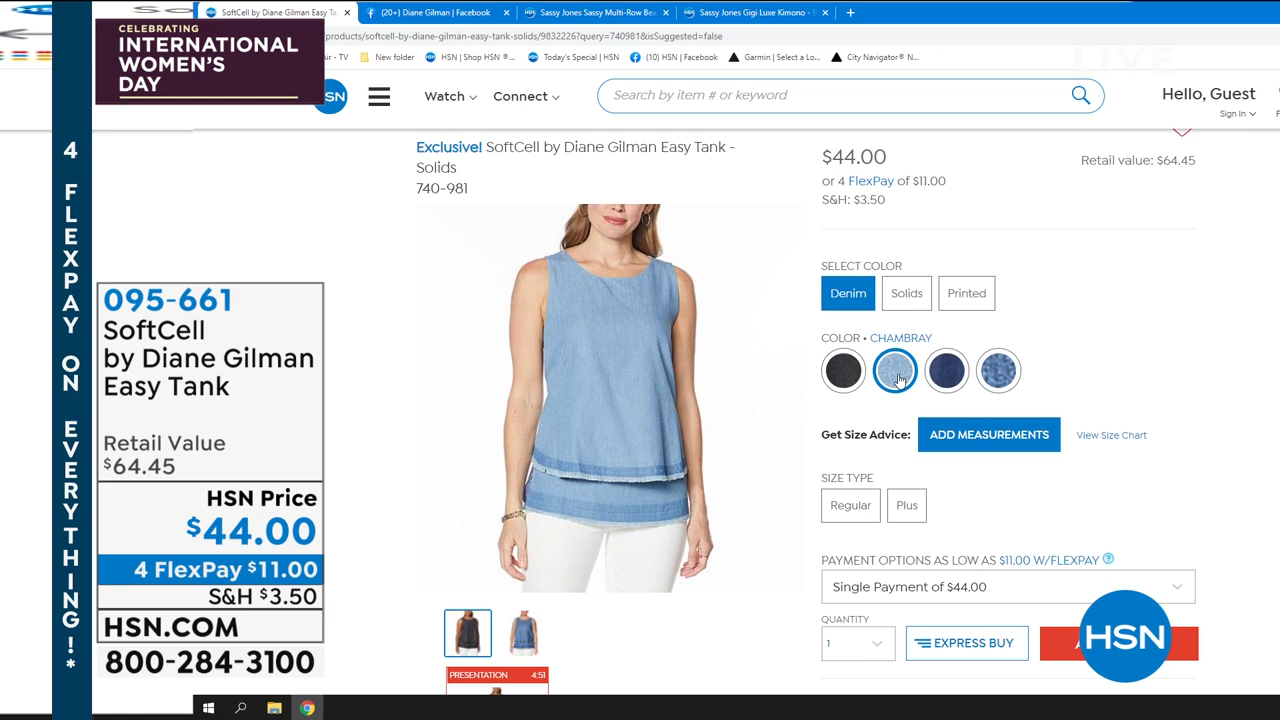 SoftCell by Diane Gilman Easy Ta
(20+) Diane Gilman | Facebook
Sassy Jones Sassy Multi-Row Be
Sassy Jones Gigi Luxe Kimono - S
products/softcell-by-diane-gilman-easy-tank-solids/9832226?query=740981&isSuggested=false
Air - TV
New folder
HSN | Shop HSN ® ...
Today's Special | HSN
(10) HSN | Facebook
Garmin | Select a Lo...
City Navigator® N...
LIVE
CELEBRATING
INTERNATIONAL
WOMEN'S
DAY
SN
Watch
Connect
Search by item # or keyword
Hello, Guest
Sign In
4 FLEXPAY ON EVERYTHING!*
Exclusive! SoftCell by Diane Gilman Easy Tank -
Solids
740-981
$44.00
Retail value: $64.45
or 4 FlexPay of $11.00
S&H: $3.50
SELECT COLOR
Denim
Solids
Printed
COLOR • CHAMBRAY
Get Size Advice:
ADD MEASUREMENTS
View Size Chart
SIZE TYPE
Regular
Plus
PAYMENT OPTIONS AS LOW AS $11.00 W/FLEXPAY ?
Single Payment of $44.00
QUANTITY
1
EXPRESS BUY
HSN
PRESENTATION 4:51
095-661
SoftCell
by Diane Gilman
Easy Tank
Retail Value
$64.45
HSN Price
$44.00
4 FlexPay $11.00
S&H $3.50
HSN.COM
800-284-3100